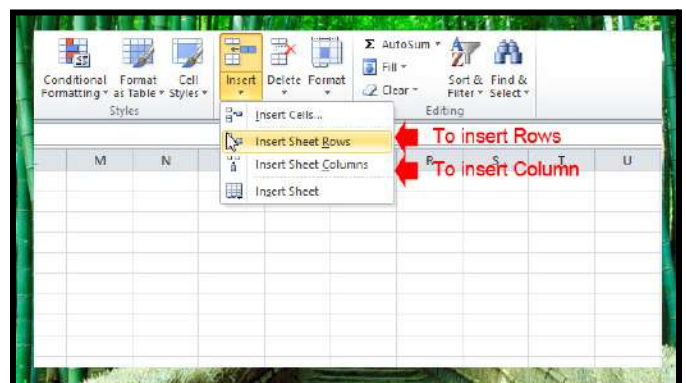 Conditional Formatting
Format as Table
Cell Styles
Styles
Insert
Delete
Format
Σ AutoSum
Fill
Clear
Sort & Filter
Find & Select
Editing
Insert Cells...
Insert Sheet Rows
To insert Rows
Insert Sheet Columns
To insert Column
Insert Sheet
M N R S T U